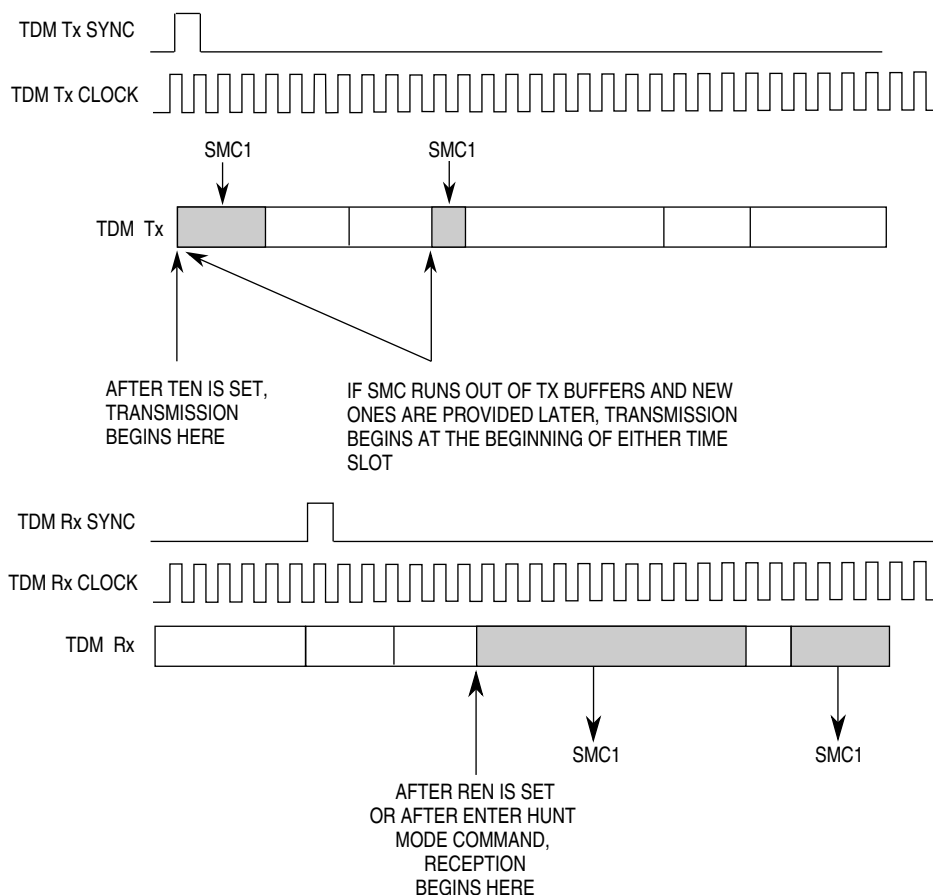 TDM Tx SYNC
TDM Tx CLOCK
SMC1
SMC1
TDM Tx
AFTER TEN IS SET,
TRANSMISSION
BEGINS HERE
IF SMC RUNS OUT OF TX BUFFERS AND NEW
ONES ARE PROVIDED LATER, TRANSMISSION
BEGINS AT THE BEGINNING OF EITHER TIME
SLOT
TDM Rx SYNC
TDM Rx CLOCK
TDM Rx
SMC1
SMC1
AFTER REN IS SET
OR AFTER ENTER HUNT
MODE COMMAND,
RECEPTION
BEGINS HERE